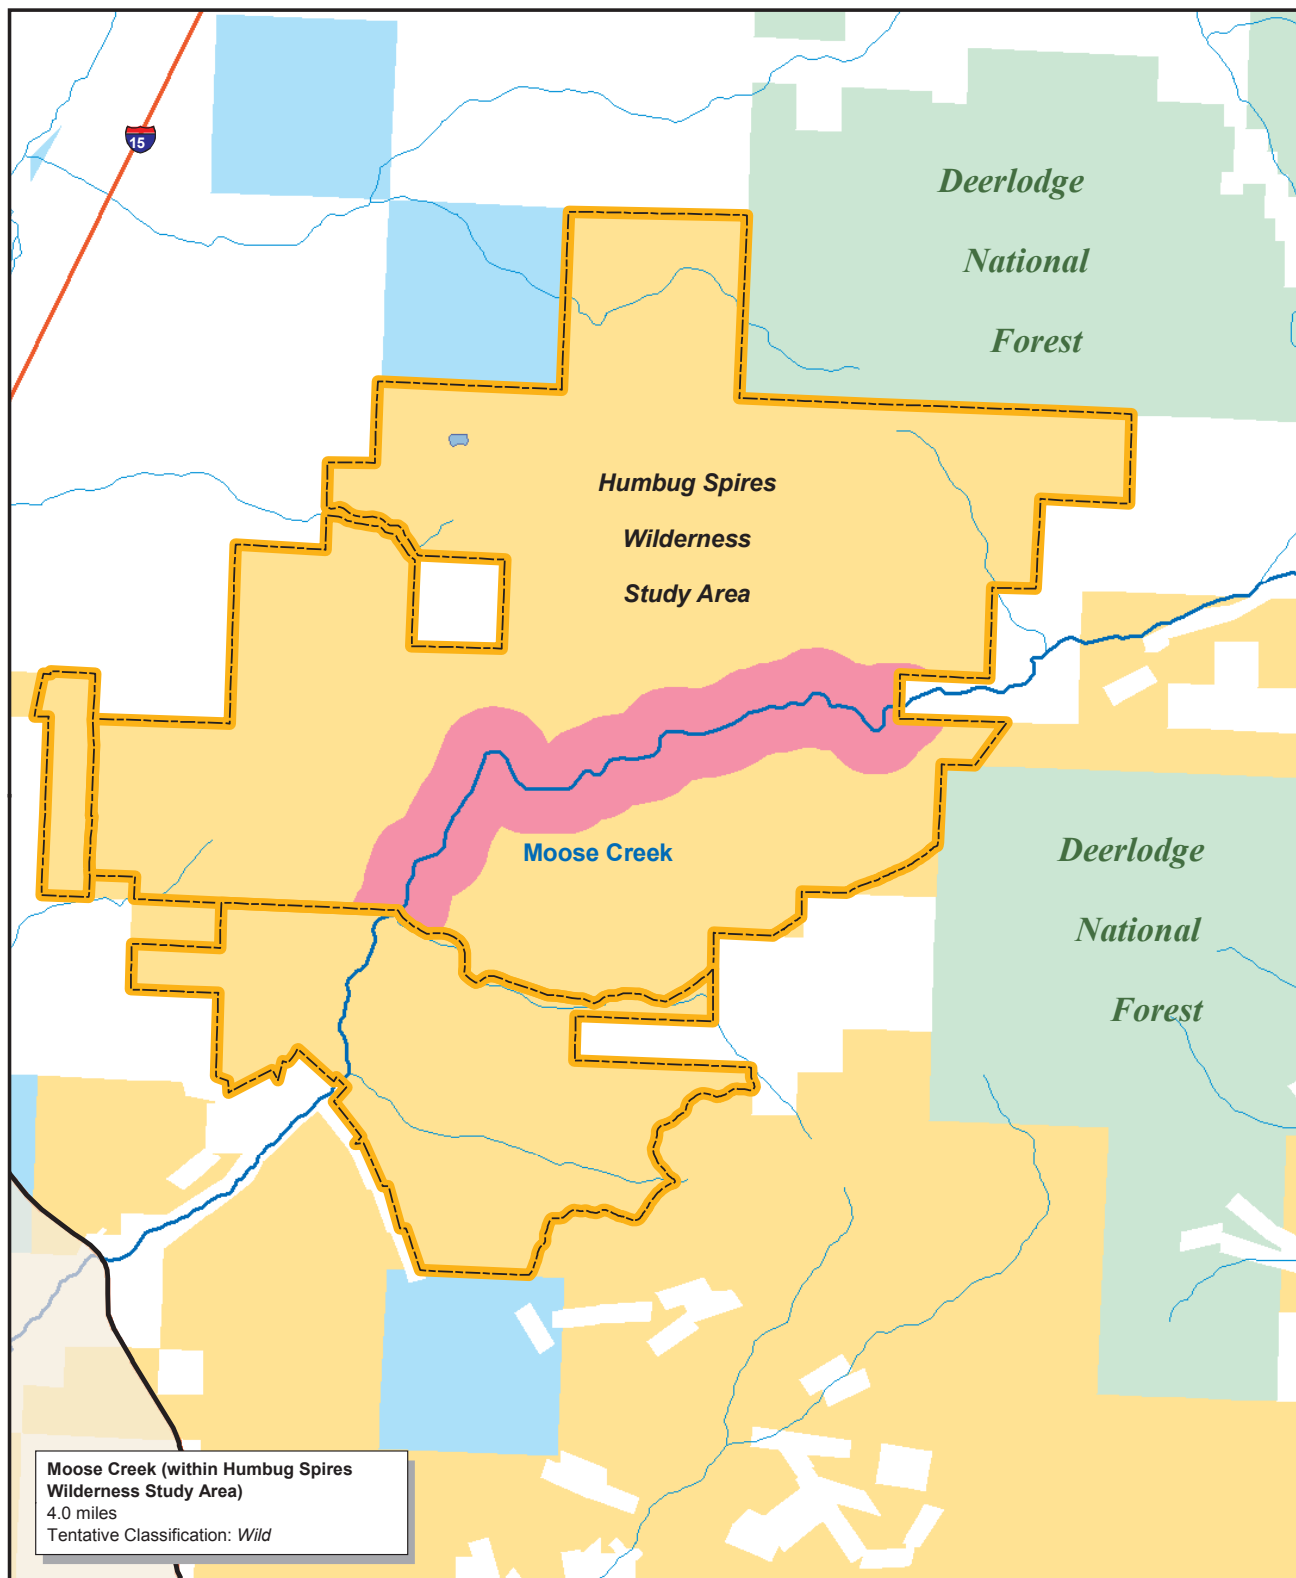 15
Deerlodge
National
Forest
Humbug Spires
Wilderness
Study Area
Moose Creek
Deerlodge
National
Forest
Moose Creek (within Humbug Spires
Wilderness Study Area)
4.0 miles
Tentative Classification: Wild